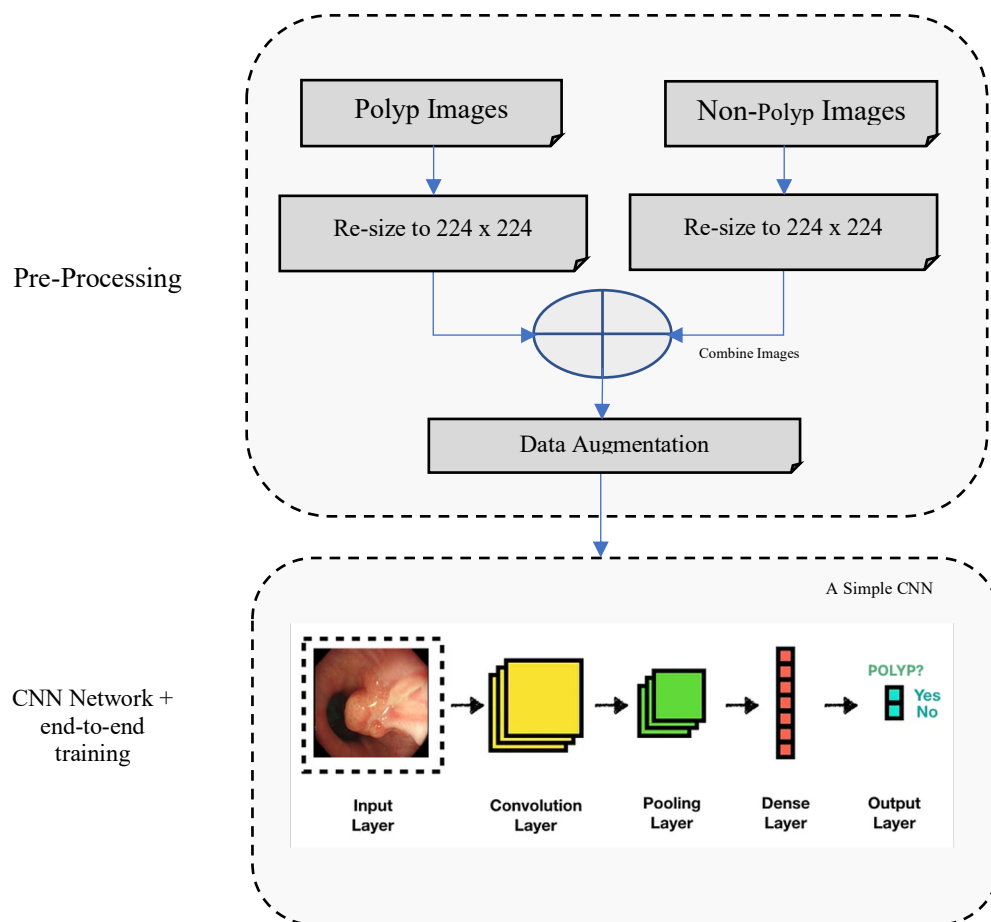 Polyp Images
Non-Polyp Images
Re-size to 224 x 224
Re-size to 224 x 224
Pre-Processing
Combine Images
Data Augmentation
A Simple CNN
CNN Network +
end-to-end
training
POLYP?
Yes
No
Input
Layer
Convolution
Layer
Pooling
Layer
Dense
Layer
Output
Layer